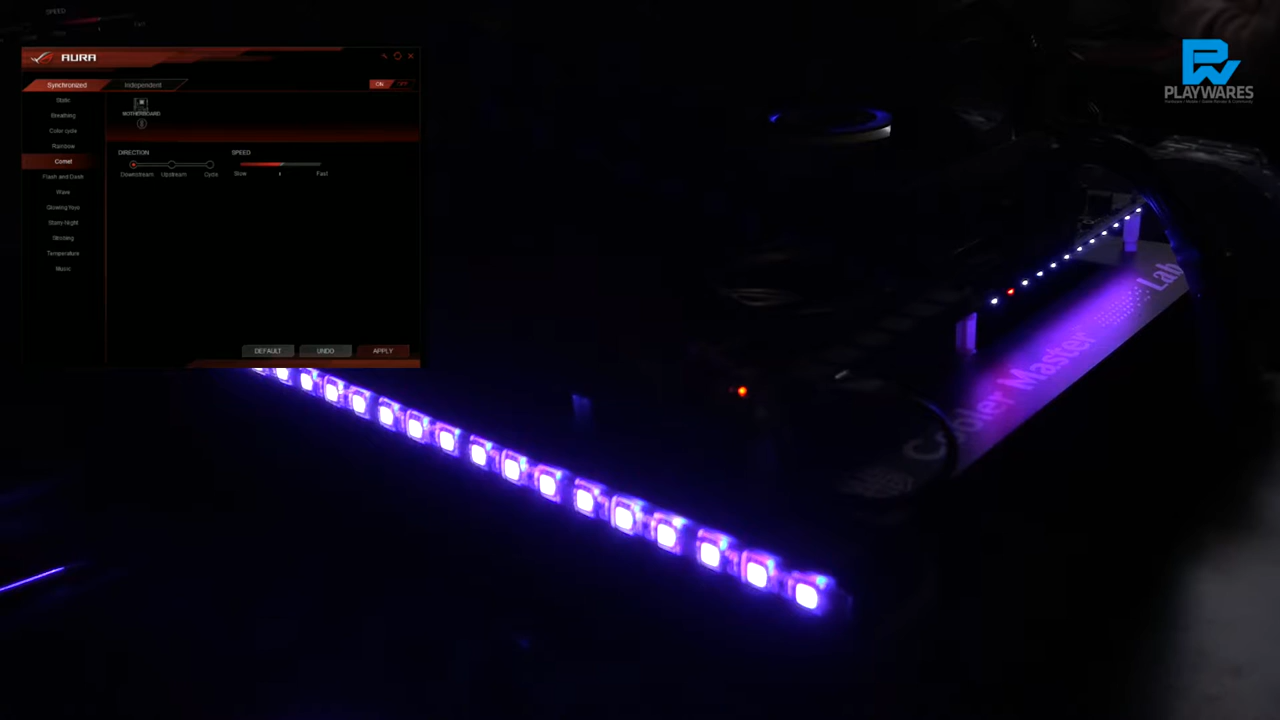 SPEED
AURA
Synchronized
Independent
ON
OFF
Static
Breathing
Color cycle
Rainbow
Comet
Flash and Dash
Wave
Glowing Yoyo
Starry-Night
Strobing
Temperature
Music
MOTHERBOARD
DIRECTION
Downstream Upstream Cycle
SPEED
Slow Fast
DEFAULT UNDO APPLY
PLAYWARES
Cooler Master
Lab